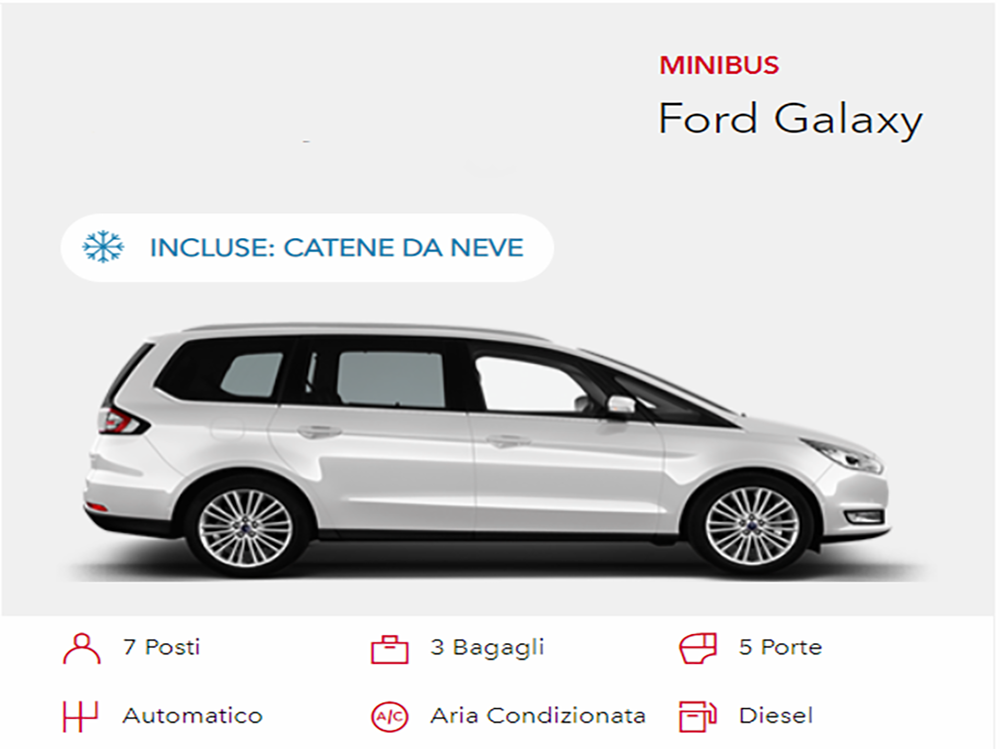 MINIBUS
Ford Galaxy
INCLUSE: CATENE DA NEVE
7 Posti
3 Bagagli
5 Porte
Automatico
A/C
Aria Condizionata
Diesel